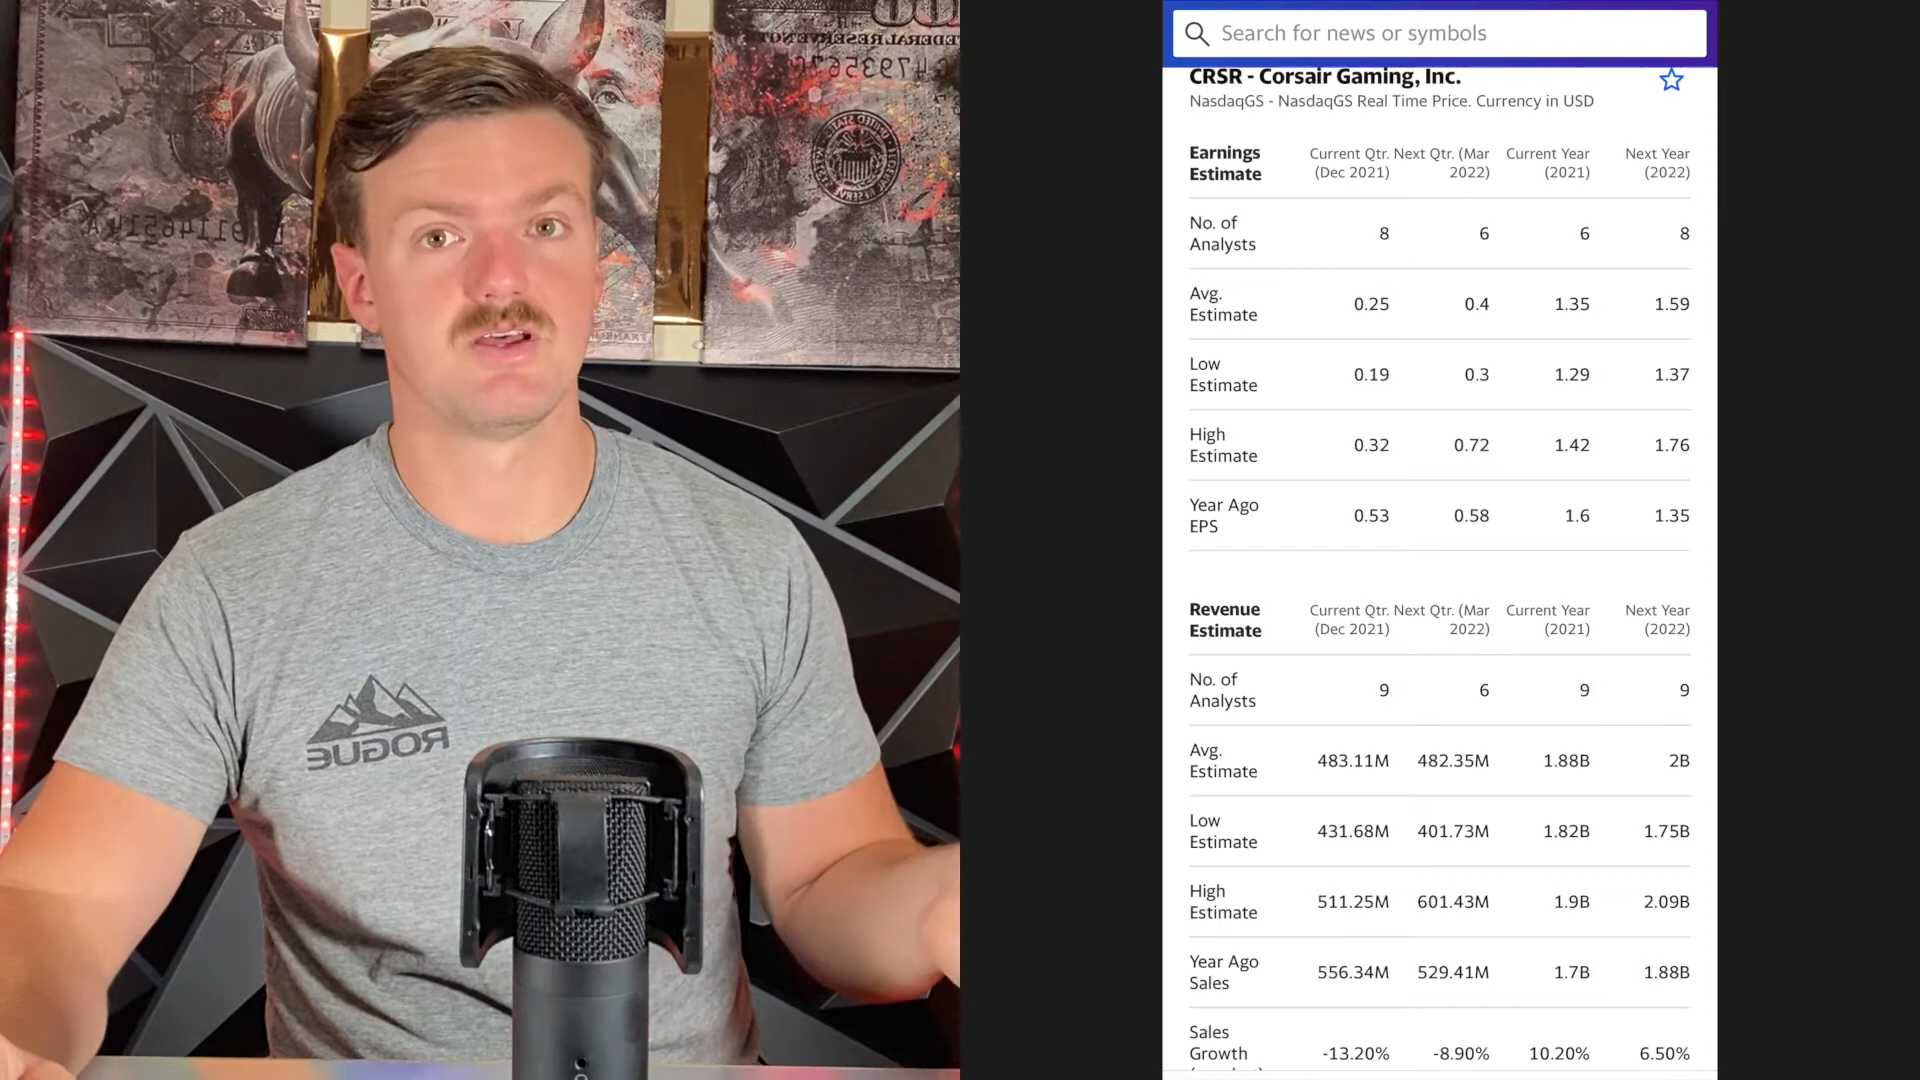 FEDERAL RESERVE NOT
ROGUE
Search for news or symbols
CRSR - Corsair Gaming, Inc.
NasdaqGS - NasdaqGS Real Time Price. Currency in USD
Earnings Estimate Current Qtr. (Dec 2021) Next Qtr. (Mar 2022) Current Year (2021) Next Year (2022)
No. of Analysts 8 6 6 8
Avg. Estimate 0.25 0.4 1.35 1.59
Low Estimate 0.19 0.3 1.29 1.37
High Estimate 0.32 0.72 1.42 1.76
Year Ago EPS 0.53 0.58 1.6 1.35
Revenue Estimate Current Qtr. (Dec 2021) Next Qtr. (Mar 2022) Current Year (2021) Next Year (2022)
No. of Analysts 9 6 9 9
Avg. Estimate 483.11M 482.35M 1.88B 2B
Low Estimate 431.68M 401.73M 1.82B 1.75B
High Estimate 511.25M 601.43M 1.9B 2.09B
Year Ago Sales 556.34M 529.41M 1.7B 1.88B
Sales Growth -13.20% -8.90% 10.20% 6.50%